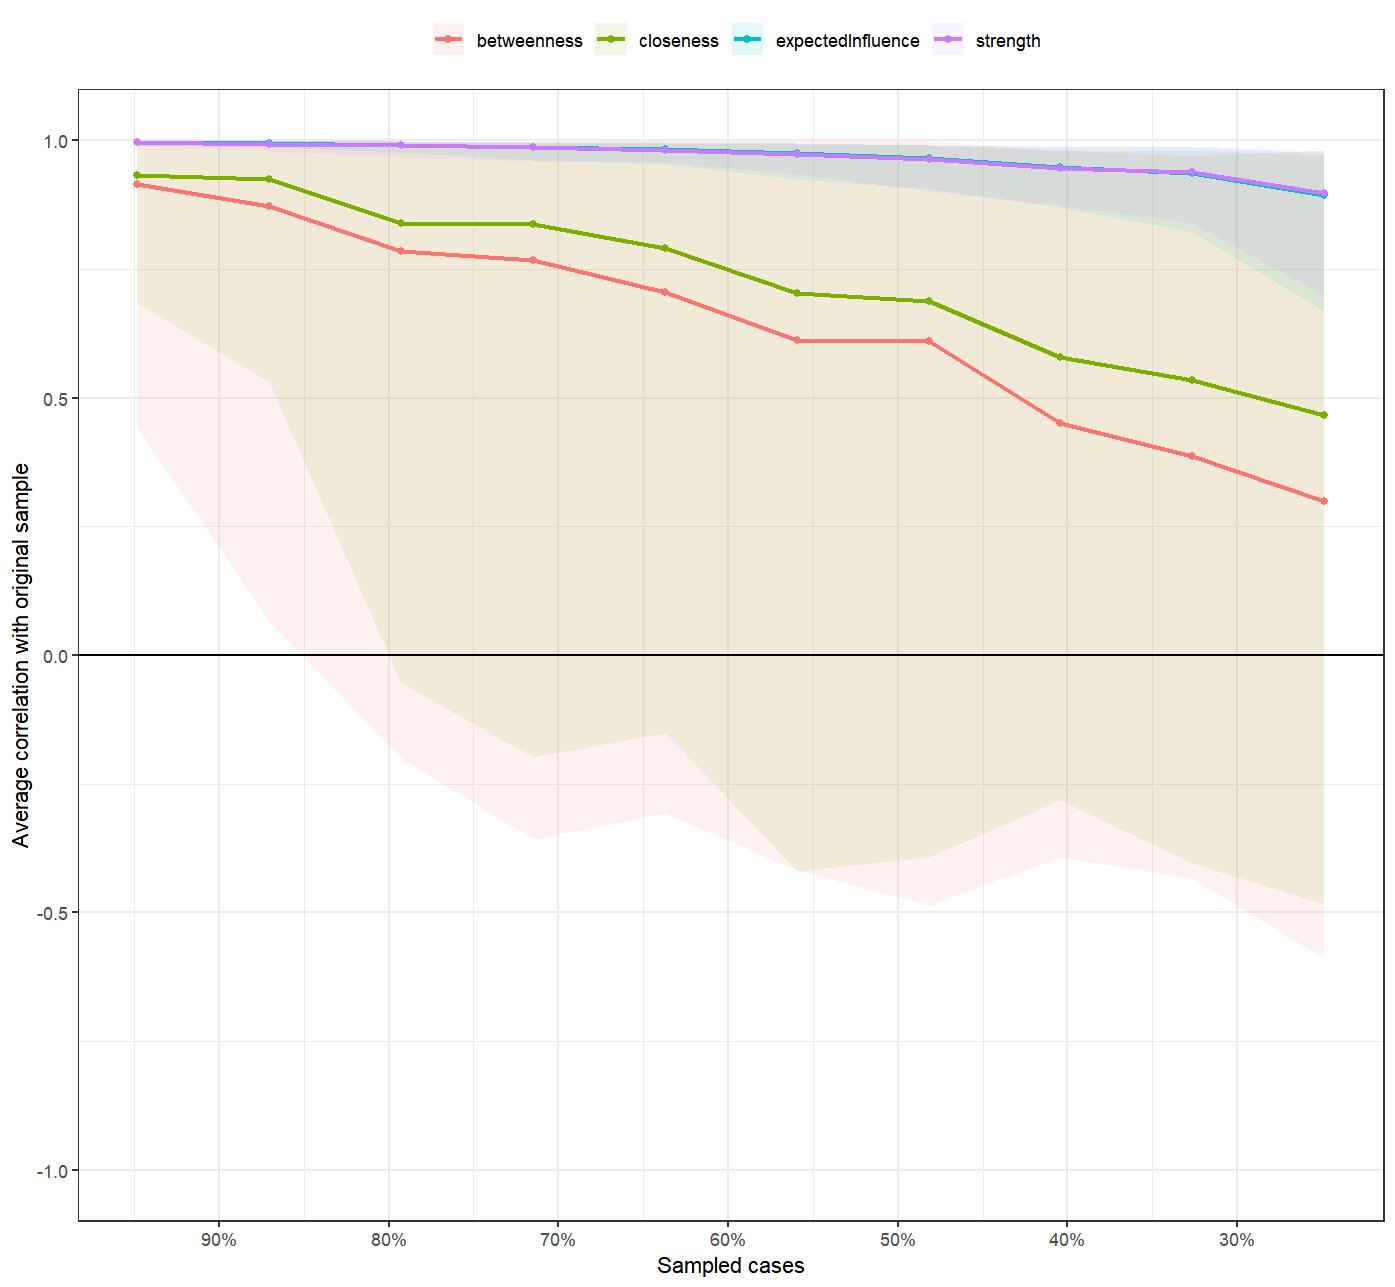 betweenness closeness expectedInfluence strength
1.0
0.5
0.0
-0.5
-1.0
Average correlation with original sample
90% 80% 70% 60% 50% 40% 30%
Sampled cases